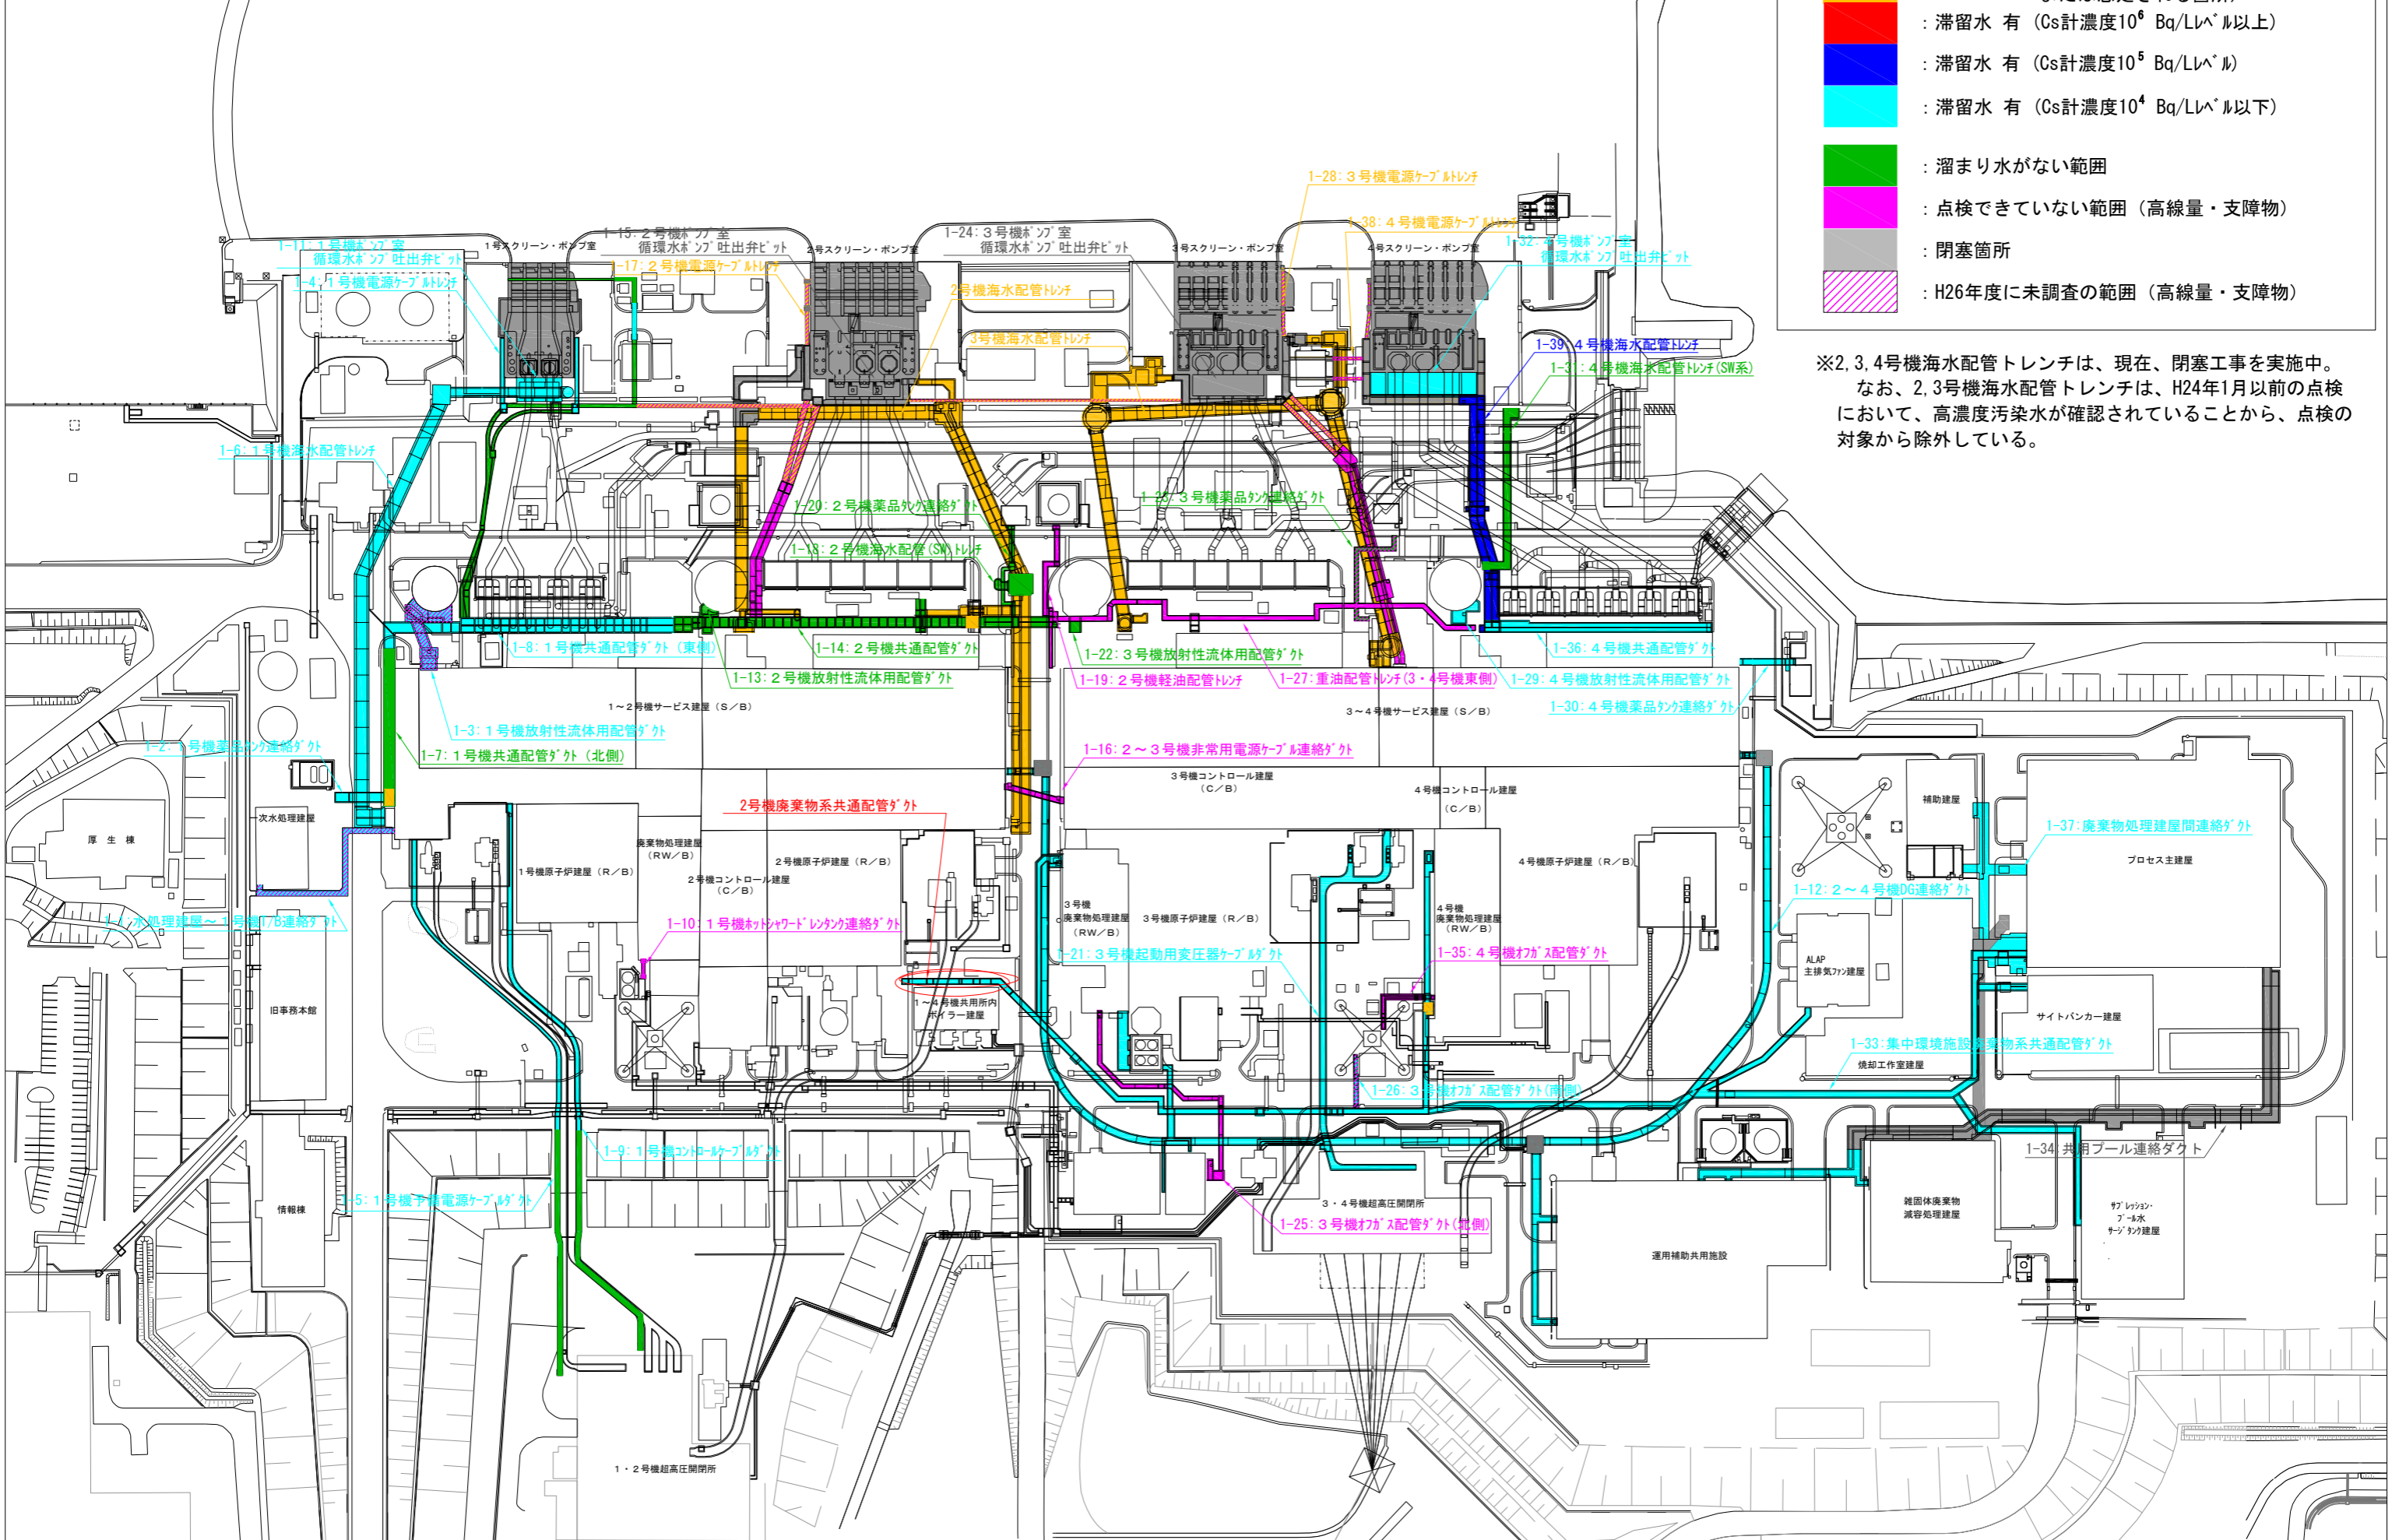 ：滞留水 有（Cs計濃度10⁶ Bq/Lﾚﾍﾞﾙ以上）
：滞留水 有（Cs計濃度10⁵ Bq/Lﾚﾍﾞﾙ）
：滞留水 有（Cs計濃度10⁴ Bq/Lﾚﾍﾞﾙ以下）
：溜まり水がない範囲
：点検できていない範囲（高線量・支障物）
：閉塞箇所
：H26年度に未調査の範囲（高線量・支障物）
※2,3,4号機海水配管トレンチは、現在、閉塞工事を実施中。
なお、2,3号機海水配管トレンチは、H24年1月以前の点検
において、高濃度汚染水が確認されていることから、点検の
対象から除外している。
1-28:３号機電源ｹｰﾌﾞﾙﾄﾚﾝﾁ
1-38:４号機電源ｹｰﾌﾞﾙﾄﾚﾝﾁ
1-11:１号機ﾎﾟﾝﾌﾟ室
循環水ﾎﾟﾝﾌﾟ吐出弁ﾋﾟｯﾄ
1号スクリーン・ポンプ室
1-15:２号機ﾎﾟﾝﾌﾟ室
循環水ﾎﾟﾝﾌﾟ吐出弁ﾋﾟｯﾄ
2号スクリーン・ポンプ室
1-24:３号機ﾎﾟﾝﾌﾟ室
循環水ﾎﾟﾝﾌﾟ吐出弁ﾋﾟｯﾄ
3号スクリーン・ポンプ室
4号スクリーン・ポンプ室
1-32:４号機ﾎﾟﾝﾌﾟ室
循環水ﾎﾟﾝﾌﾟ吐出弁ﾋﾟｯﾄ
1-4:１号機電源ｹｰﾌﾞﾙﾄﾚﾝﾁ
1-17:２号機電源ｹｰﾌﾞﾙﾄﾚﾝﾁ
2号機海水配管ﾄﾚﾝﾁ
3号機海水配管ﾄﾚﾝﾁ
1-39:４号機海水配管ﾄﾚﾝﾁ
1-31:４号機海水配管ﾄﾚﾝﾁ(SW系)
1-6:１号機海水配管ﾄﾚﾝﾁ
1-20:２号機薬品ﾀﾝｸ連絡ﾀﾞｸﾄ
1-23:３号機薬品ﾀﾝｸ連絡ﾀﾞｸﾄ
1-18:２号機海水配管(SW)ﾄﾚﾝﾁ
1-8:１号機共通配管ﾀﾞｸﾄ（東側）
1-14:２号機共通配管ﾀﾞｸﾄ
1-22:３号機放射性流体用配管ﾀﾞｸﾄ
1-36:４号機共通配管ﾀﾞｸﾄ
1-13:２号機放射性流体用配管ﾀﾞｸﾄ
1-19:２号機軽油配管ﾄﾚﾝﾁ
1-27:重油配管ﾄﾚﾝﾁ(3・4号機東側)
1-29:４号機放射性流体用配管ﾀﾞｸﾄ
1-30:４号機薬品ﾀﾝｸ連絡ﾀﾞｸﾄ
１～２号機サービス建屋（Ｓ／Ｂ）
３～４号機サービス建屋（Ｓ／Ｂ）
1-3:１号機放射性流体用配管ﾀﾞｸﾄ
1-2:１号機薬品ﾀﾝｸ連絡ﾀﾞｸﾄ
1-7:１号機共通配管ﾀﾞｸﾄ（北側）
1-16:２～３号機非常用電源ｹｰﾌﾞﾙ連絡ﾀﾞｸﾄ
３号機コントロール建屋
（Ｃ／Ｂ）
４号機コントロール建屋
（Ｃ／Ｂ）
2号機廃棄物系共通配管ﾀﾞｸﾄ
一次水処理建屋
厚生棟
補助建屋
1-37:廃棄物処理建屋間連絡ﾀﾞｸﾄ
プロセス主建屋
廃棄物処理建屋
（ＲＷ／Ｂ）
１号機原子炉建屋（Ｒ／Ｂ）
２号機原子炉建屋（Ｒ／Ｂ）
２号機コントロール建屋
（Ｃ／Ｂ）
４号機原子炉建屋（Ｒ／Ｂ）
1-12:２～４号機DG連絡ﾀﾞｸﾄ
1-1:水処理建屋～１号機T/B連絡ﾀﾞｸﾄ
1-10:１号機ﾎｯﾄｼｬﾜｰﾄﾞﾚﾝﾀﾝｸ連絡ﾀﾞｸﾄ
３号機
廃棄物処理建屋
（ＲＷ／Ｂ）
３号機原子炉建屋（Ｒ／Ｂ）
４号機
廃棄物処理建屋
（ＲＷ／Ｂ）
1-21:３号機起動用変圧器ｹｰﾌﾞﾙﾀﾞｸﾄ
1-35:４号機ｵﾌｶﾞｽ配管ﾀﾞｸﾄ
ALAP
主排気ﾌｧﾝ建屋
旧事務本館
１～４号機共用所内
ボイラー建屋
サイトバンカー建屋
1-33:集中環境施設廃棄物系共通配管ﾀﾞｸﾄ
焼却工作室建屋
1-26:３号機ｵﾌｶﾞｽ配管ﾀﾞｸﾄ(南側)
1-9:１号機ｺﾝﾄﾛｰﾙｹｰﾌﾞﾙﾀﾞｸﾄ
1-34:共用プール連絡ダクト
1-5:１号機予備電源ｹｰﾌﾞﾙﾀﾞｸﾄ
情報棟
３・４号機超高圧開閉所
1-25:３号機ｵﾌｶﾞｽ配管ﾀﾞｸﾄ(北側)
雑固体廃棄物
減容処理建屋
ｻﾌﾟﾚｯｼｮﾝ・
ﾌﾟｰﾙ水
ｻｰｼﾞﾀﾝｸ建屋
運用補助共用施設
１・２号機超高圧開閉所